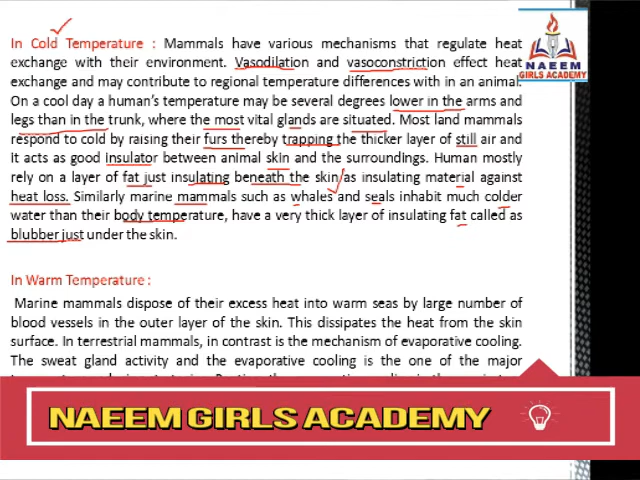 In Cold Temperature : Mammals have various mechanisms that regulate heat
exchange with their environment. Vasodilation and vasoconstriction effect heat
exchange and may contribute to regional temperature differences with in an animal.
On a cool day a human's temperature may be several degrees lower in the arms and
legs than in the trunk, where the most vital glands are situated. Most land mammals
respond to cold by raising their furs thereby trapping the thicker layer of still air and
it acts as good Insulator between animal skin and the surroundings. Human mostly
rely on a layer of fat just insulating beneath the skin as insulating material against
heat loss. Similarly marine mammals such as whales and seals inhabit much colder
water than their body temperature, have a very thick layer of insulating fat called as
blubber just under the skin.
In Warm Temperature :
Marine mammals dispose of their excess heat into warm seas by large number of
blood vessels in the outer layer of the skin. This dissipates the heat from the skin
surface. In terrestrial mammals, in contrast is the mechanism of evaporative cooling.
The sweat gland activity and the evaporative cooling is the one of the major
NAEEM
GIRLS ACADEMY
NAEEM GIRLS ACADEMY